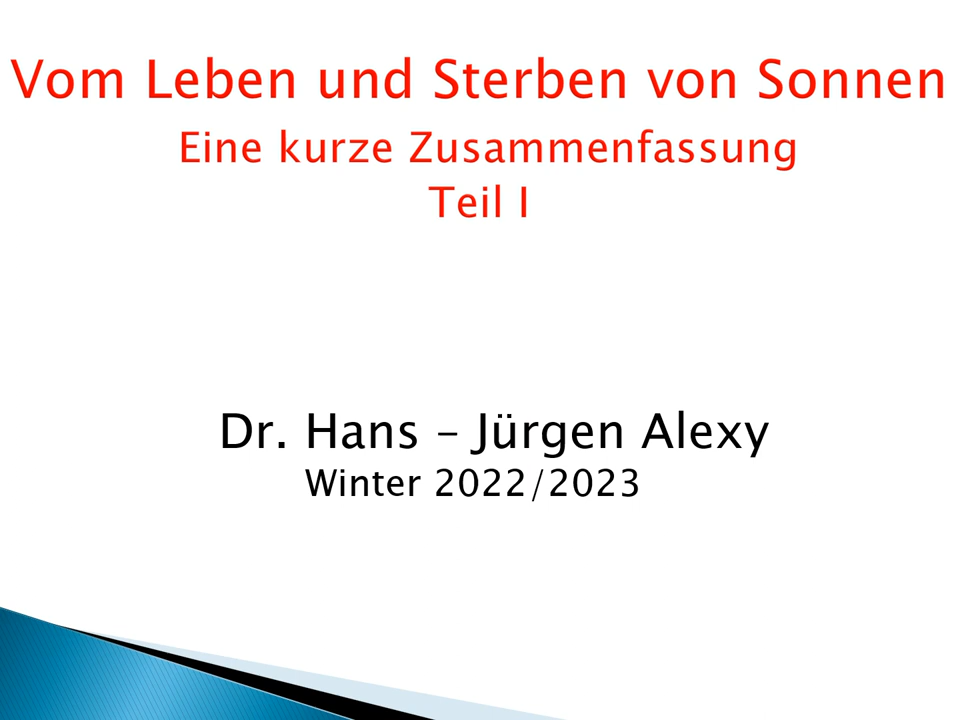 Vom Leben und Sterben von Sonnen
Eine kurze Zusammenfassung
Teil I
Dr. Hans – Jürgen Alexy
Winter 2022/2023